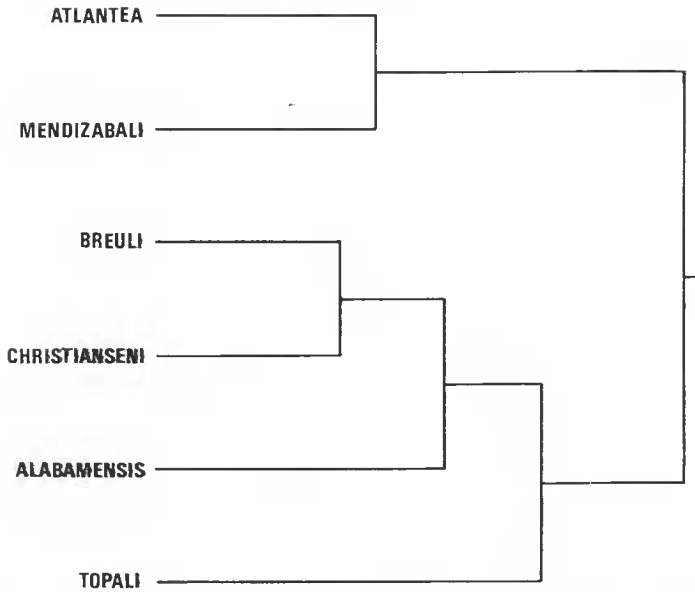 ATLANTEA
MENDIZABALI
BREULI
CHRISTIANSENI
ALABAMENSIS
TOPALI